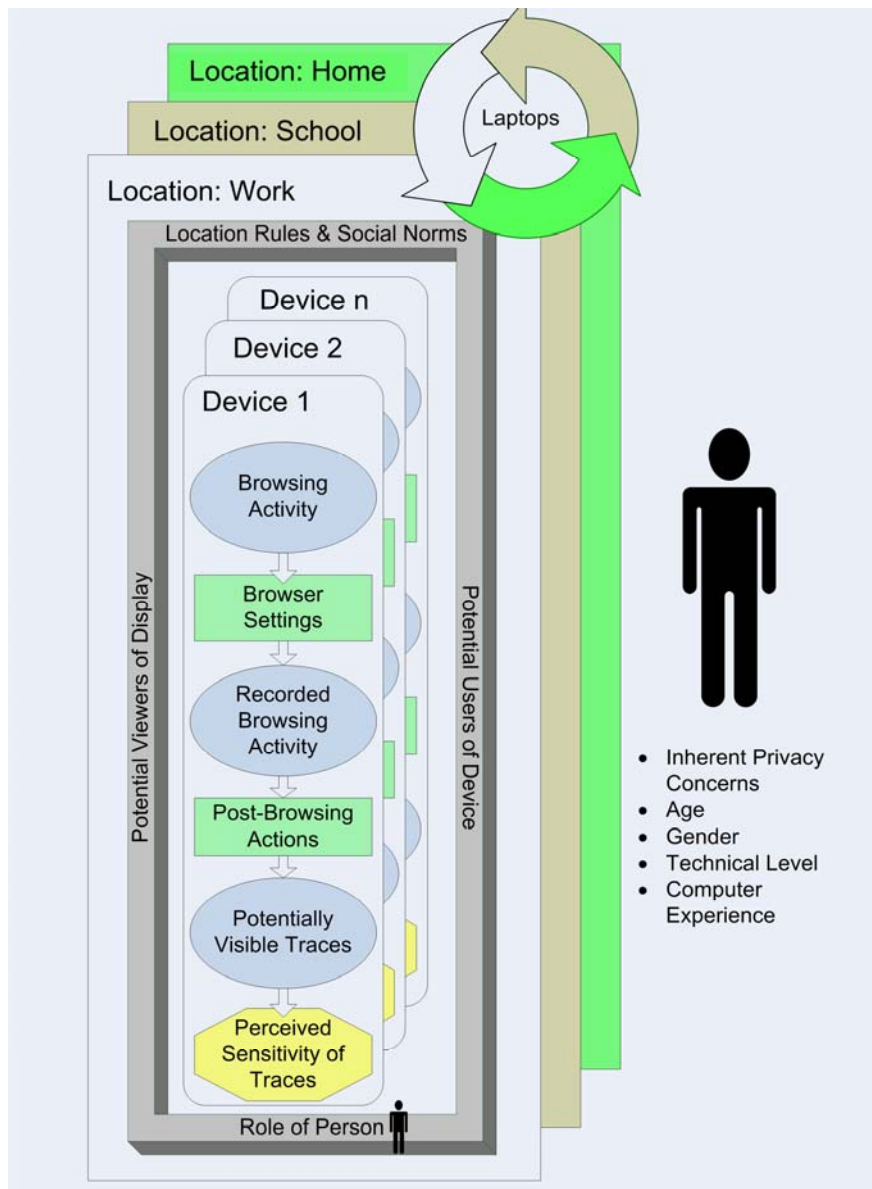 Location: Home
Laptops
Location: School
Location: Work
Location Rules & Social Norms
Device n
Device 2
Device 1
Browsing
Activity
Browser
Settings
Recorded
Browsing
Activity
Post-Browsing
Actions
Potentially
Visible Traces
Perceived
Sensitivity of
Traces
Potential Viewers of Display
Potential Users of Device
Role of Person
• Inherent Privacy
Concerns
• Age
• Gender
• Technical Level
• Computer
Experience